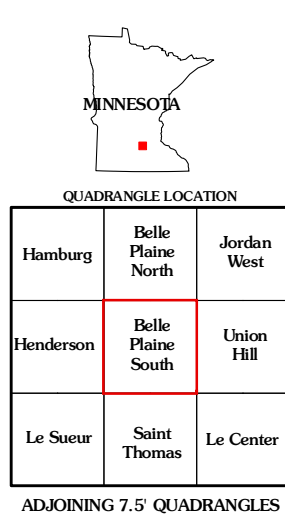 MINNESOTA
QUADRANGLE LOCATION
Hamburg
Belle
Plaine
North
Jordan
West
Henderson
Belle
Plaine
South
Union
Hill
Le Sueur
Saint
Thomas
Le Center
ADJOINING 7.5' QUADRANGLES